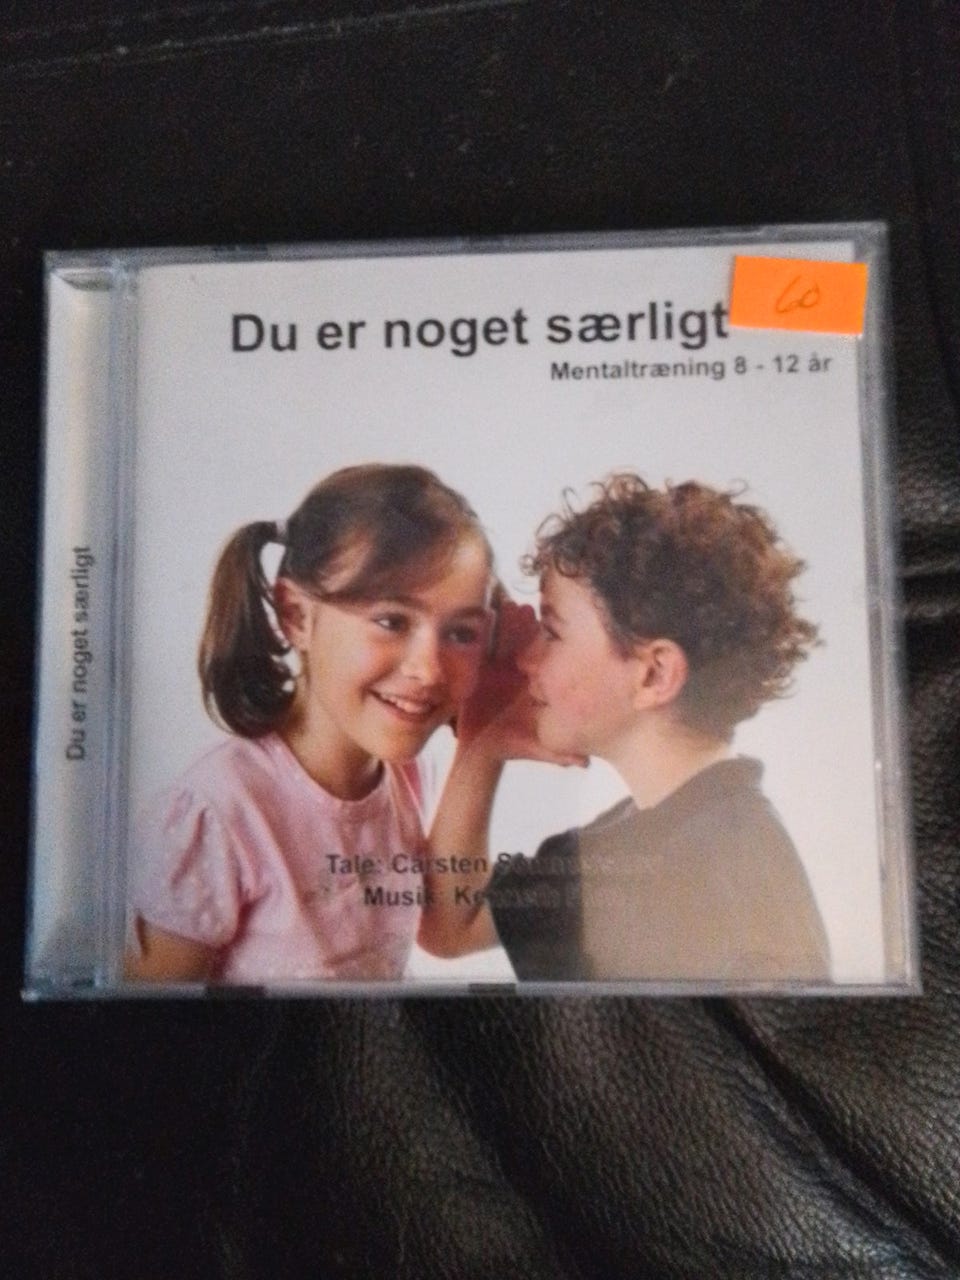 Du er noget særligt
60
Mentaltræning 8 - 12 år
Du er noget særligt
Tale: Carsten
Musik